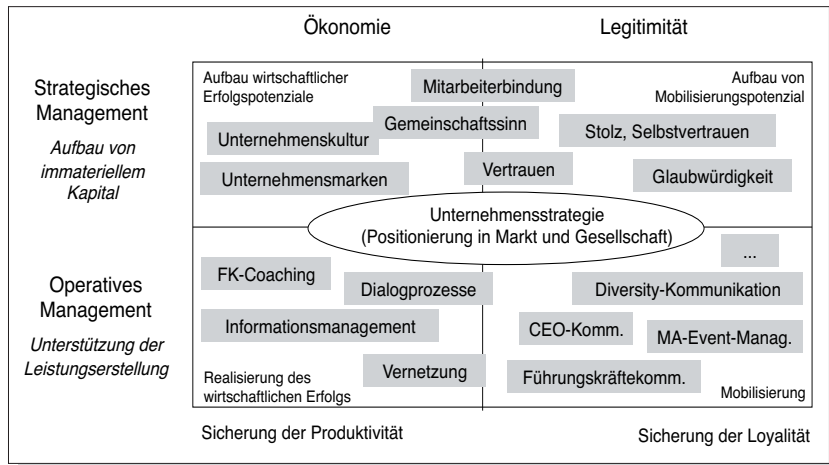 Ökonomie
Legitimität
Strategisches
Management
Aufbau von
immateriellem
Kapital
Aufbau wirtschaftlicher
Erfolgspotenziale
Mitarbeiterbindung
Aufbau von
Mobilisierungspotenzial
Gemeinschaftssinn
Unternehmenskultur
Stolz, Selbstvertrauen
Vertrauen
Unternehmensmarken
Glaubwürdigkeit
Unternehmensstrategie
(Positionierung in Markt und Gesellschaft)
Operatives
Management
Unterstützung der
Leistungserstellung
...
FK-Coaching
Dialogprozesse
Diversity-Kommunikation
Informationsmanagement
CEO-Komm.
MA-Event-Manag.
Vernetzung
Führungskräftekomm.
Realisierung des
wirtschaftlichen Erfolgs
Mobilisierung
Sicherung der Produktivität
Sicherung der Loyalität